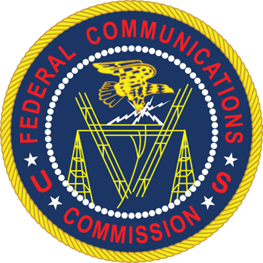 FEDERAL COMMUNICATIONS
U ★ COMMISSION ★ S